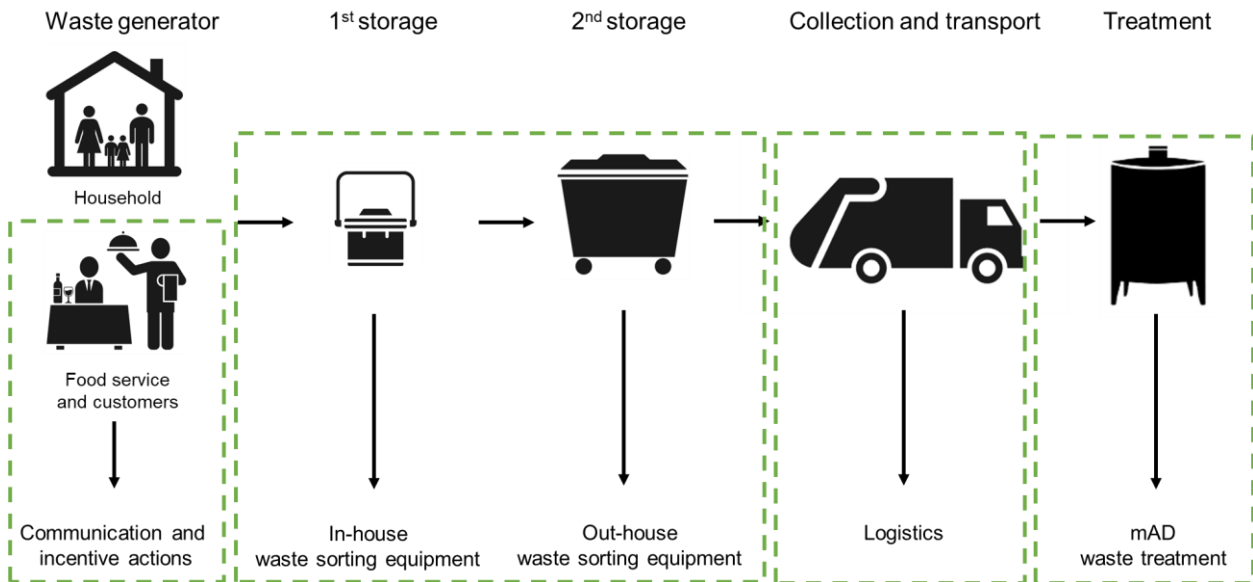 Waste generator
1st storage
2nd storage
Collection and transport
Treatment
Household
Food service
and customers
Communication and
incentive actions
In-house
waste sorting equipment
Out-house
waste sorting equipment
Logistics
mAD
waste treatment